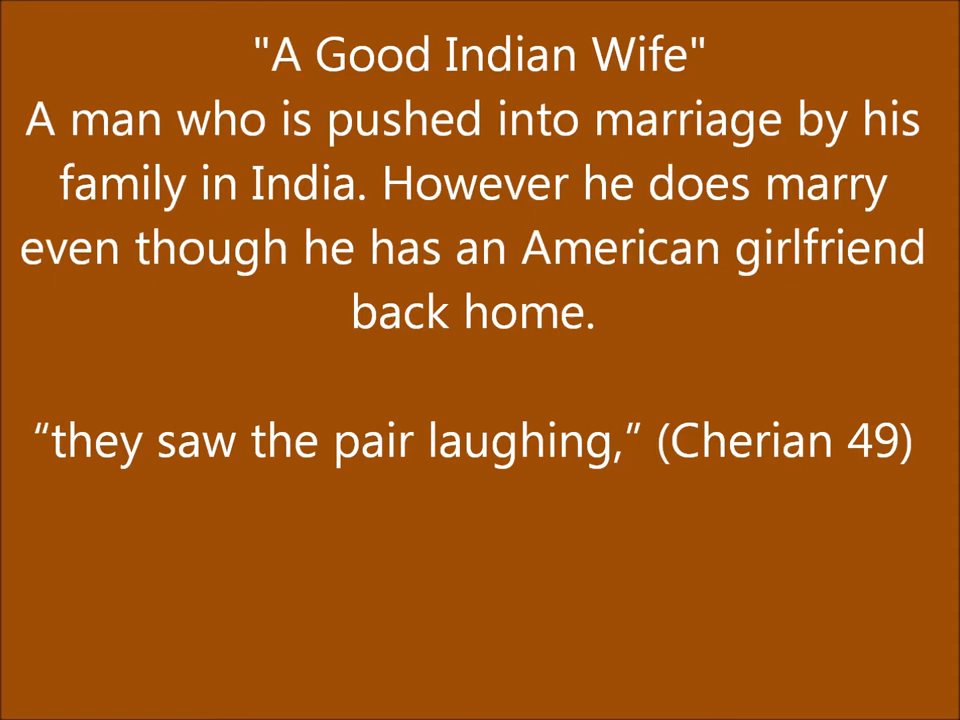 "A Good Indian Wife"
A man who is pushed into marriage by his
family in India. However he does marry
even though he has an American girlfriend
back home.
“they saw the pair laughing,” (Cherian 49)